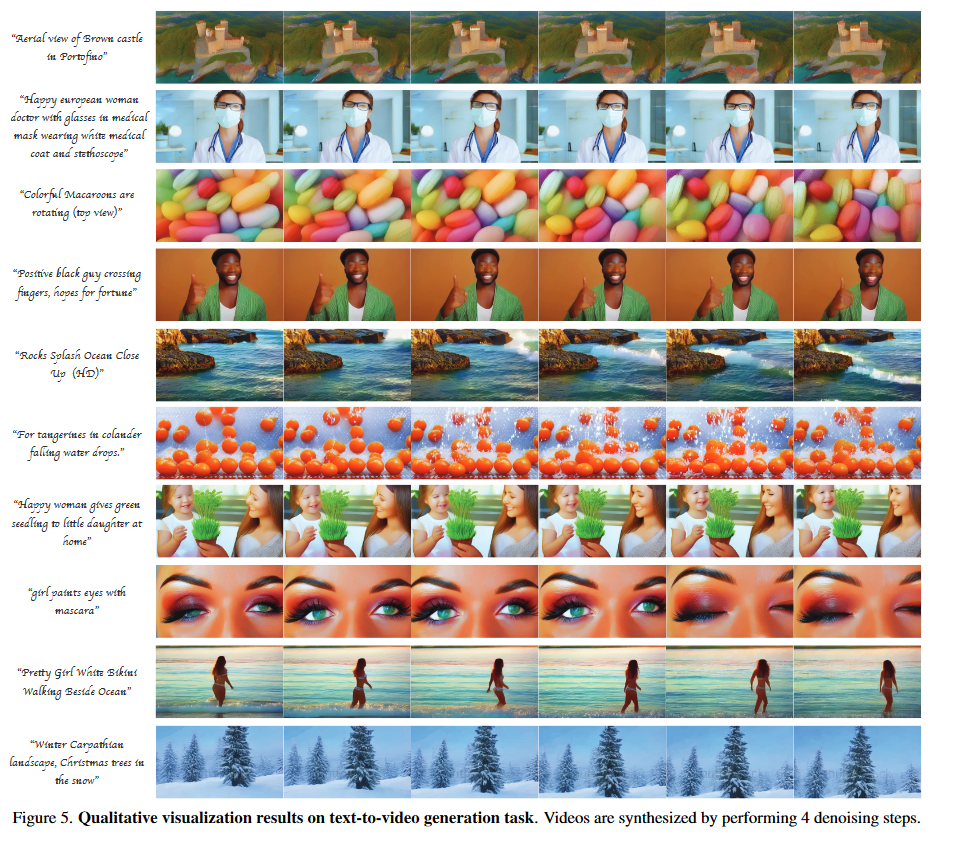 "Aerial view of Brown castle
in Portofino"
"Happy european woman
doctor with glasses in medical
mask wearing white medical
coat and stethoscope"
"Colorful Macaroons are
rotating (top view)"
"Positive black guy crossing
fingers, hopes for fortune"
"Rocks Splash Ocean Close
Up (HD)"
"For tangerines in colander
falling water drops."
"Happy woman gives green
seedling to little daughter at
home"
"girl paints eyes with
mascara"
"Pretty Girl White Bikini
Walking Beside Ocean"
"Winter Carpathian
landscape, Christmas trees in
the snow"
Figure 5. Qualitative visualization results on text-to-video generation task. Videos are synthesized by performing 4 denoising steps.